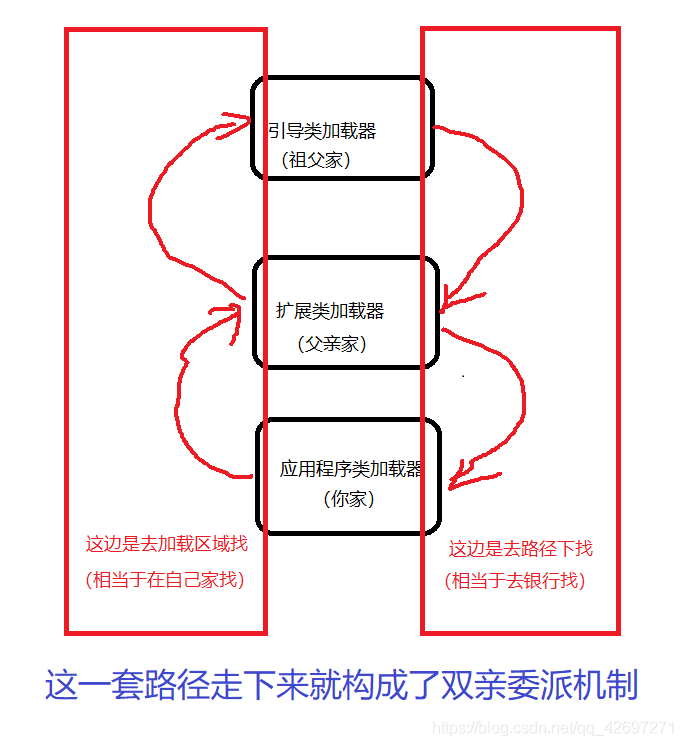 引导类加载器
（祖父家）
扩展类加载器
（父亲家）
应用程序类加载器
（你家）
这边是去加载区域找
（相当于在自己家找）
这边是去路径下找
（相当于去银行找）
这一套路径走下来就构成了双亲委派机制
https://blog.csdn.net/qq_42697271